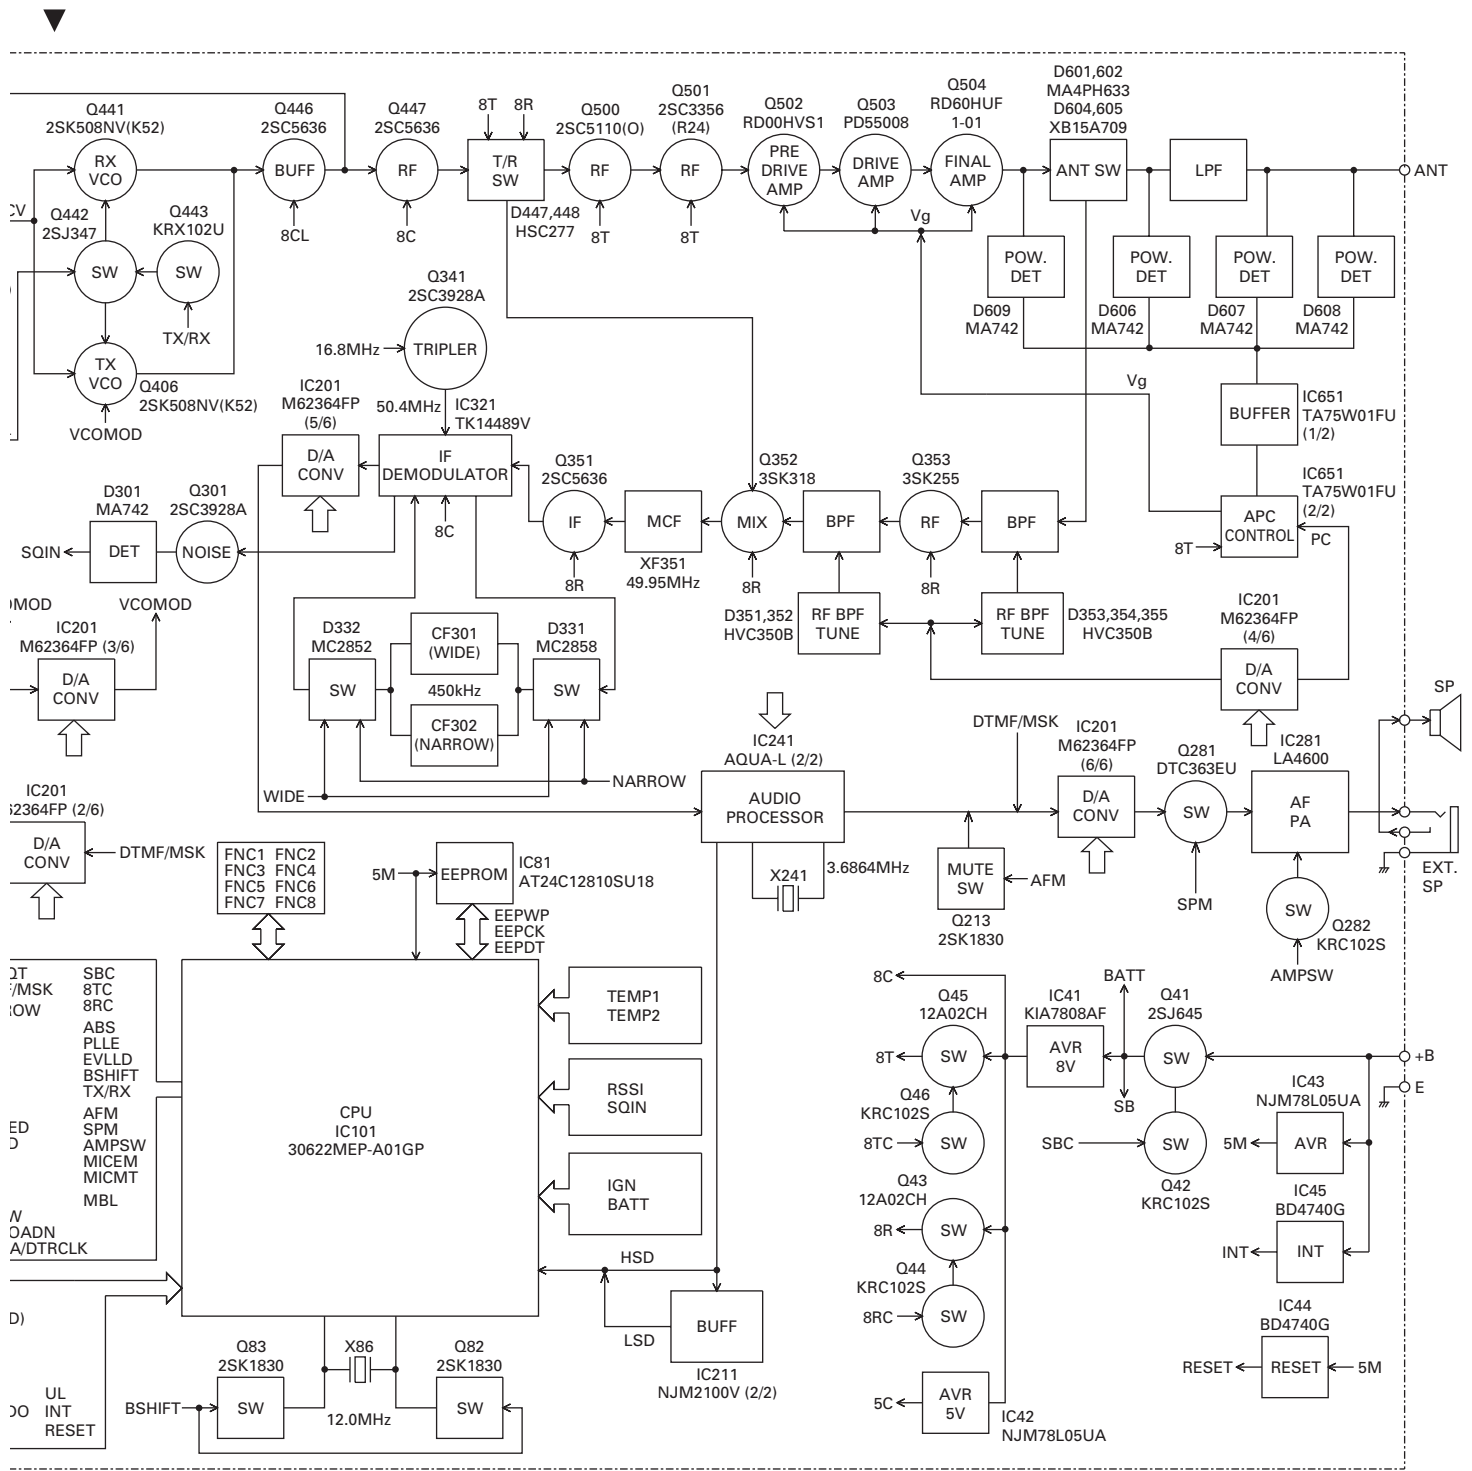 Q441
2SK508NV(K52)
RX
VCO
Q446
2SC5636
BUFF
8CL
Q447
2SC5636
RF
8C
8T
8R
T/R
SW
D447,448
HSC277
Q500
2SC5110(O)
RF
8T
Q501
2SC3356
(R24)
RF
8T
Q502
RD00HVS1
PRE
DRIVE
AMP
Q503
PD55008
DRIVE
AMP
Q504
RD60HUF
1-01
FINAL
AMP
Vg
D601,602
MA4PH633
D604,605
XB15A709
ANT SW
LPF
ANT
CV
Q442
2SJ347
SW
Q443
KRX102U
SW
TX/RX
TX
VCO
Q406
2SK508NV(K52)
VCOMOD
Q341
2SC3928A
16.8MHz
TRIPLER
50.4MHz
POW.
DET
D609
MA742
POW.
DET
D606
MA742
POW.
DET
D607
MA742
POW.
DET
D608
MA742
Vg
BUFFER
IC651
TA75W01FU
(1/2)
IC201
M62364FP
(5/6)
D/A
CONV
IC321
TK14489V
IF
DEMODULATOR
8C
Q351
2SC5636
IF
8R
MCF
XF351
49.95MHz
Q352
3SK318
MIX
8R
BPF
Q353
3SK255
RF
8R
BPF
IC651
TA75W01FU
(2/2)
APC
CONTROL
8T
PC
D301
MA742
SQIN
DET
Q301
2SC3928A
NOISE
VCOMOD
IC201
M62364FP (3/6)
D/A
CONV
D332
MC2852
SW
CF301
(WIDE)
450kHz
CF302
(NARROW)
D331
MC2858
SW
NARROW
WIDE
D351,352
HVC350B
RF BPF
TUNE
RF BPF
TUNE
D353,354,355
HVC350B
IC201
M62364FP
(4/6)
D/A
CONV
SP
IC201
62364FP (2/6)
D/A
CONV
DTMF/MSK
IC241
AQUA-L (2/2)
AUDIO
PROCESSOR
X241
3.6864MHz
DTMF/MSK
IC201
M62364FP
(6/6)
D/A
CONV
Q281
DTC363EU
SW
SPM
IC281
LA4600
AF
PA
MUTE
SW
AFM
Q213
2SK1830
SW
Q282
KRC102S
AMPSW
EXT.
SP
FNC1 FNC2
FNC3 FNC4
FNC5 FNC6
FNC7 FNC8
5M
EEPROM
IC81
AT24C12810SU18
EEPWP
EEPCK
EEPDT
SBC
/MSK 8TC
8RC
ABS
PLLE
EVLLD
BSHIFT
TX/RX
AFM
SPM
AMPSW
MICEM
MICMT
MBL
ED
OADN
A/DTRCLK
CPU
IC101
30622MEP-A01GP
TEMP1
TEMP2
RSSI
SQIN
IGN
BATT
HSD
LSD
BUFF
IC211
NJM2100V (2/2)
8C
Q45
12A02CH
8T
SW
Q46
KRC102S
8TC
SW
Q43
12A02CH
8R
SW
Q44
KRC102S
8RC
SW
5C
AVR
5V
IC42
NJM78L05UA
IC41
KIA7808AF
AVR
8V
BATT
SB
Q41
2SJ645
SW
SBC
SW
Q42
KRC102S
+B
E
IC43
NJM78L05UA
5M
AVR
IC45
BD4740G
INT
INT
IC44
BD4740G
RESET
RESET
5M
UL
INT
RESET
BSHIFT
Q83
2SK1830
SW
X86
12.0MHz
Q82
2SK1830
SW